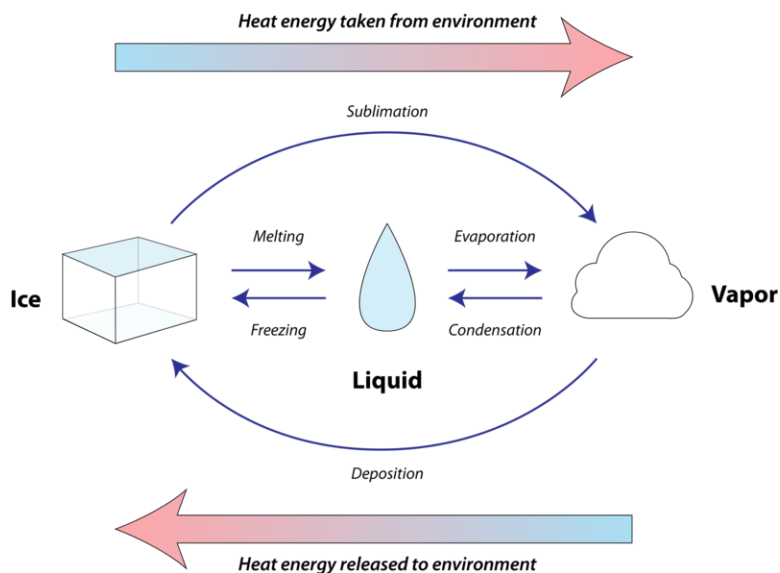 Heat energy taken from environment
Sublimation
Melting
Evaporation
Ice
Vapor
Freezing
Condensation
Liquid
Deposition
Heat energy released to environment